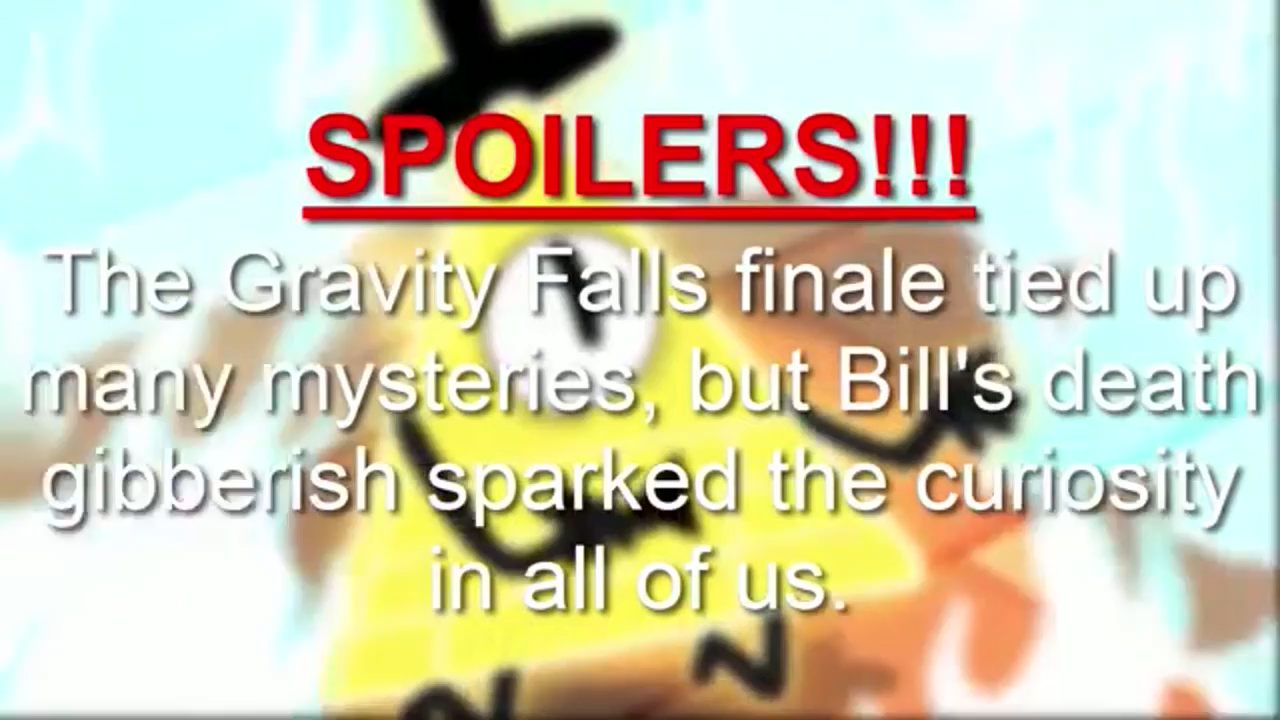 SPOILERS!!!
The Gravity Falls finale tied up
many mysteries, but Bill's death
gibberish sparked the curiosity
in all of us.